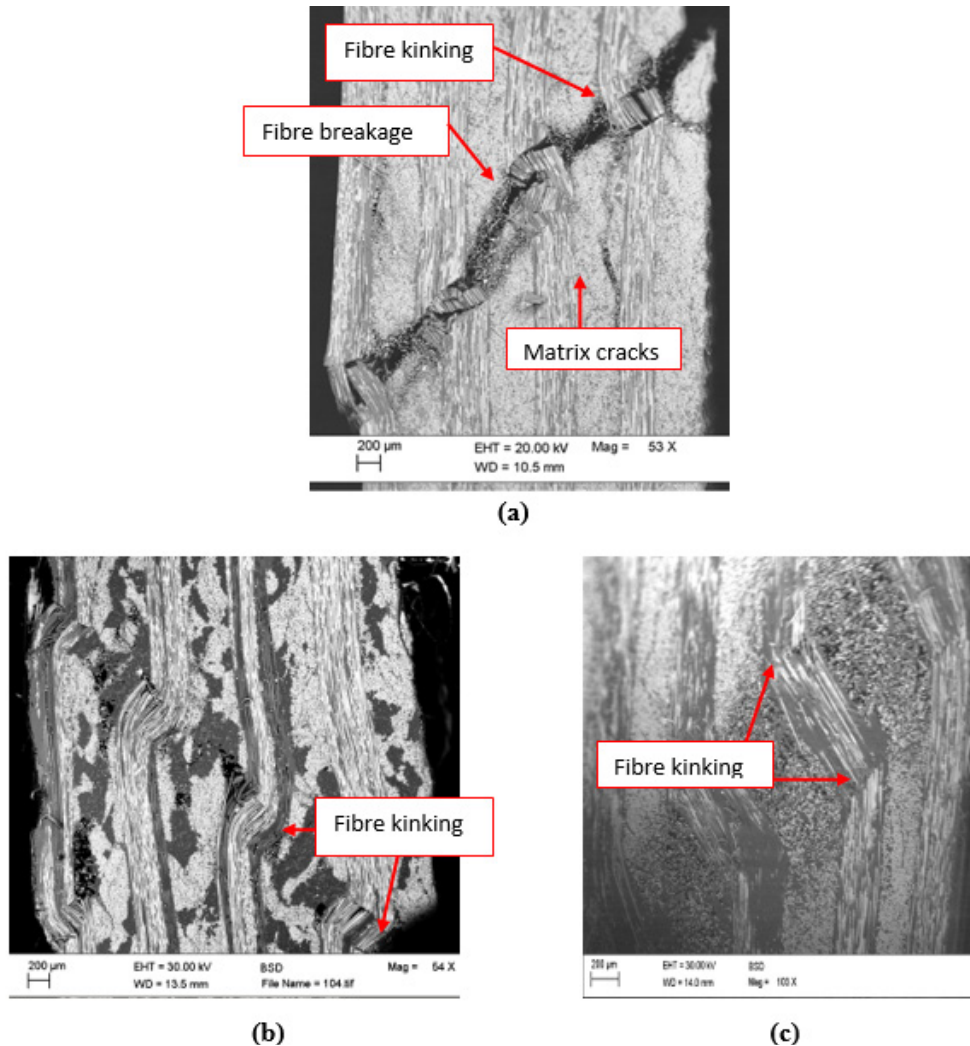 Fibre kinking
Fibre breakage
Matrix cracks
200 µm
EHT = 20.00 kV Mag = 53 X
WD = 10.5 mm
(a)
Fibre kinking
200 µm EHT = 30.00 kV BSD Mag = 54 X
WD = 13.5 mm File Name = 104.tif
(b)
Fibre kinking
200 µm EHT = 30.00 kV BSD
WD = 14.0 mm Mag = 100 X
(c)